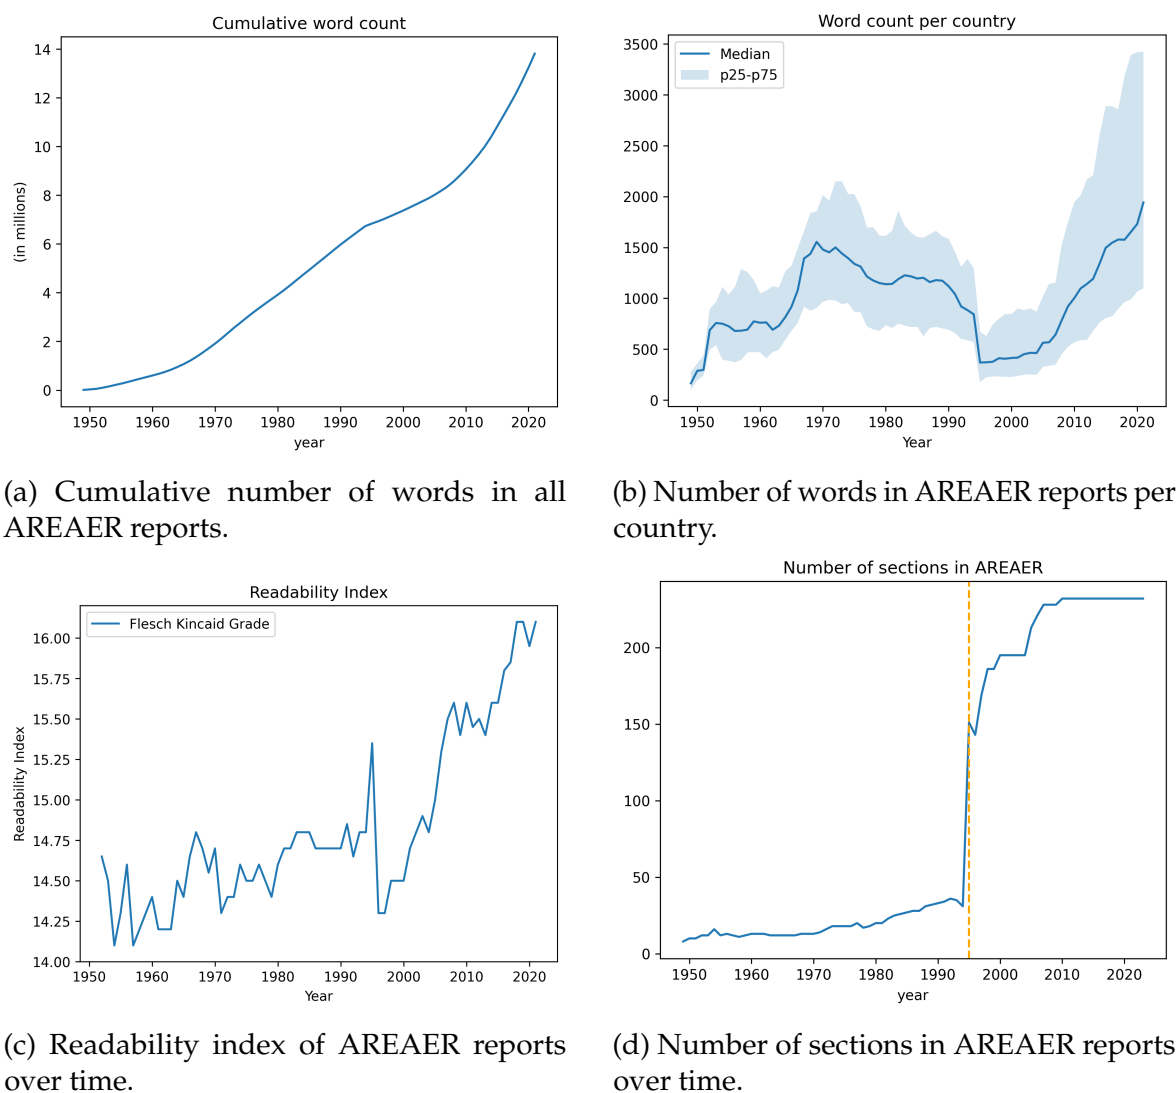 Cumulative word count
14
12
10
8
6
4
2
0
(in millions)
1950 1960 1970 1980 1990 2000 2010 2020
year
(a) Cumulative number of words in all
AREAER reports.
Word count per country
Median
p25-p75
3500
3000
2500
2000
1500
1000
500
0
1950 1960 1970 1980 1990 2000 2010 2020
Year
(b) Number of words in AREAER reports per
country.
Readability Index
Flesch Kincaid Grade
16.00
15.75
15.50
15.25
15.00
14.75
14.50
14.25
14.00
Readability Index
1950 1960 1970 1980 1990 2000 2010 2020
Year
(c) Readability index of AREAER reports
over time.
Number of sections in AREAER
200
150
100
50
0
1950 1960 1970 1980 1990 2000 2010 2020
year
(d) Number of sections in AREAER reports
over time.